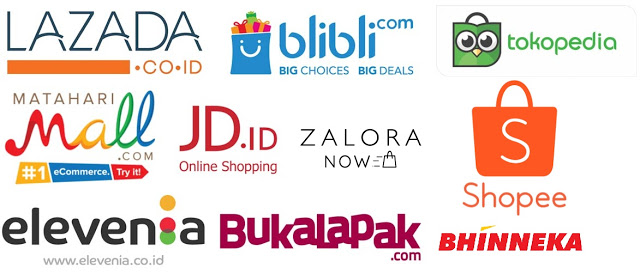 LAZADA
.CO.ID
blibli.com
BIG CHOICES BIG DEALS
tokopedia
MATAHARI
Mall
.COM
#1 eCommerce. Try it!
JD.ID
Online Shopping
ZALORA
NOW
S
Shopee
elevenia
www.elevenia.co.id
BUKALAPAK
.com
BHINNEKA